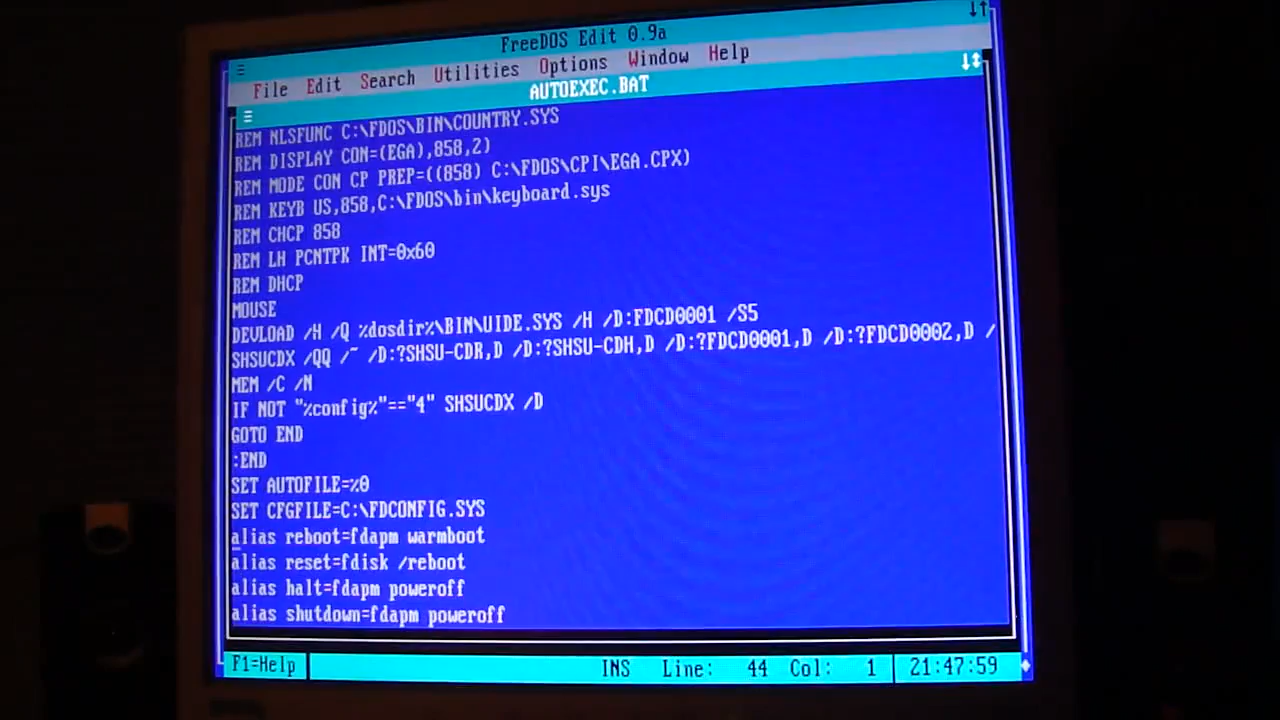 FreeDOS Edit 0.9a
File Edit Search Utilities Options Window Help
AUTOEXEC.BAT
REM NLSFUNC C:\FDOS\BIN\COUNTRY.SYS
REM DISPLAY CON=(EGA),858,2)
REM MODE CON CP PREP=((858) C:\FDOS\CPI\EGA.CPX)
REM KEYB US,858,C:\FDOS\bin\keyboard.sys
REM CHCP 858
REM LH PCNTPK INT=0x60
REM DHCP
MOUSE
DEVLOAD /H /Q %dosdir%\BIN\UIDE.SYS /H /D:FDCD0001 /S5
SHSUCDX /QQ /~ /D:?SHSU-CDR,D /D:?SHSU-CDH,D /D:?FDCD0001,D /D:?FDCD0002,D /
MEM /C /N
IF NOT "%config%"=="4" SHSUCDX /D
GOTO END
:END
SET AUTOFILE=%0
SET CFGFILE=C:\FDCONFIG.SYS
alias reboot=fdapm warmboot
alias reset=fdisk /reboot
alias halt=fdapm poweroff
alias shutdown=fdapm poweroff
F1=Help INS Line: 44 Col: 1 21:47:59